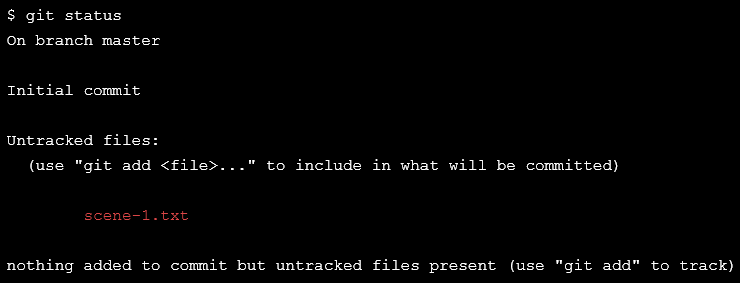 $ git status
On branch master
Initial commit
Untracked files:
(use "git add <file>..." to include in what will be committed)
scene-1.txt
nothing added to commit but untracked files present (use "git add" to track)